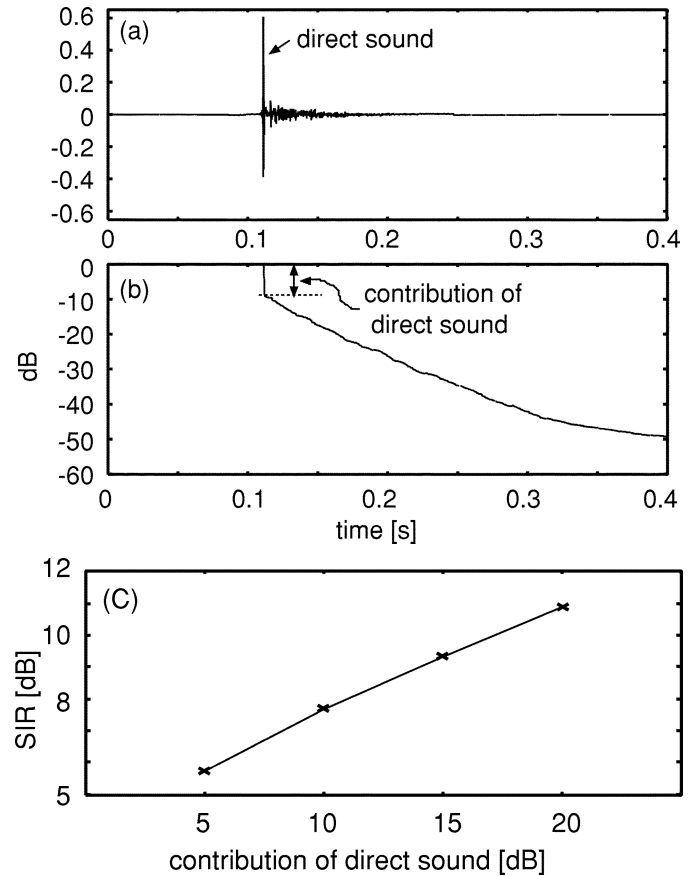 0.6
(a)
direct sound
0.4
0.2
0
-0.2
-0.4
-0.6
0 0.1 0.2 0.3 0.4
0
(b)
contribution of
direct sound
-10
-20
-30
-40
-50
-60
dB
0 0.1 0.2 0.3 0.4
time [s]
12
(C)
10
8
5
SIR [dB]
5 10 15 20
contribution of direct sound [dB]